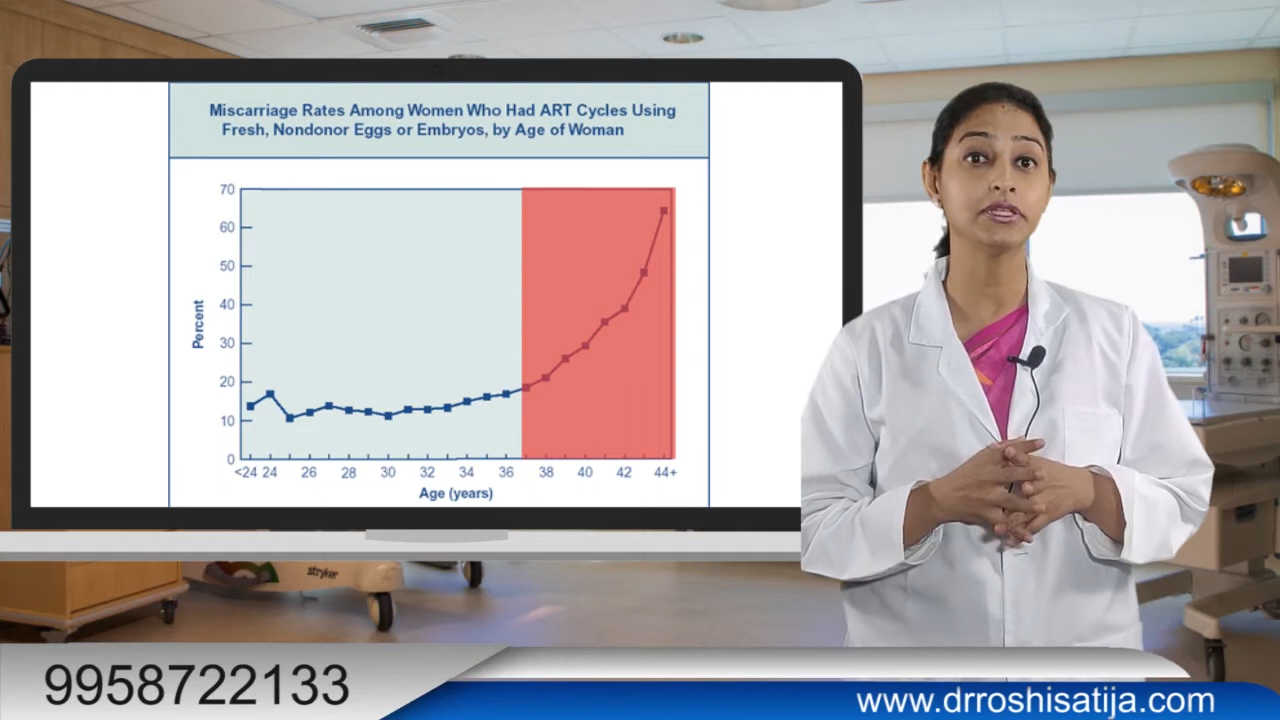 Miscarriage Rates Among Women Who Had ART Cycles Using
Fresh, Nondonor Eggs or Embryos, by Age of Woman
70
60
50
40
30
20
10
0
Percent
<24 24 26 28 30 32 34 36 38 40 42 44+
Age (years)
stryker
9958722133
www.drroshisatija.com